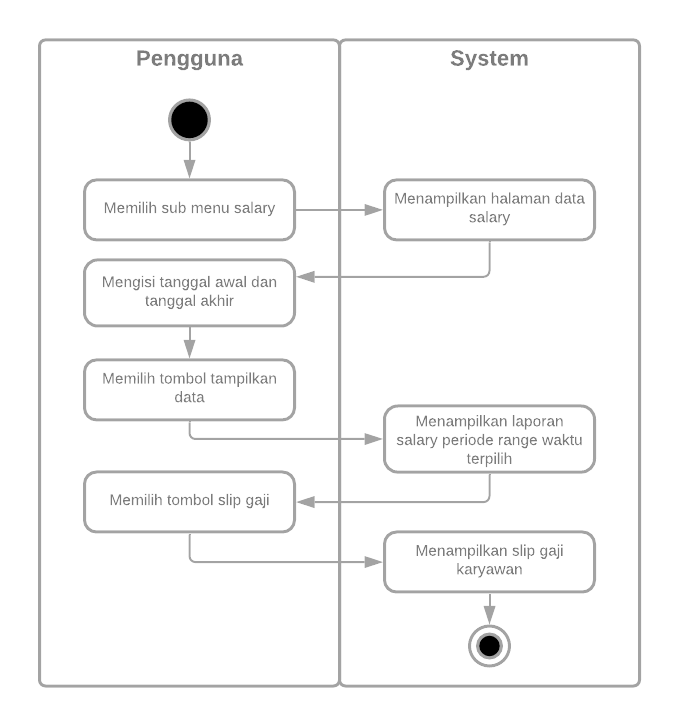 Pengguna
System
Memilih sub menu salary
Menampilkan halaman data
salary
Mengisi tanggal awal dan
tanggal akhir
Memilih tombol tampilkan
data
Menampilkan laporan
salary periode range waktu
terpilih
Memilih tombol slip gaji
Menampilkan slip gaji
karyawan